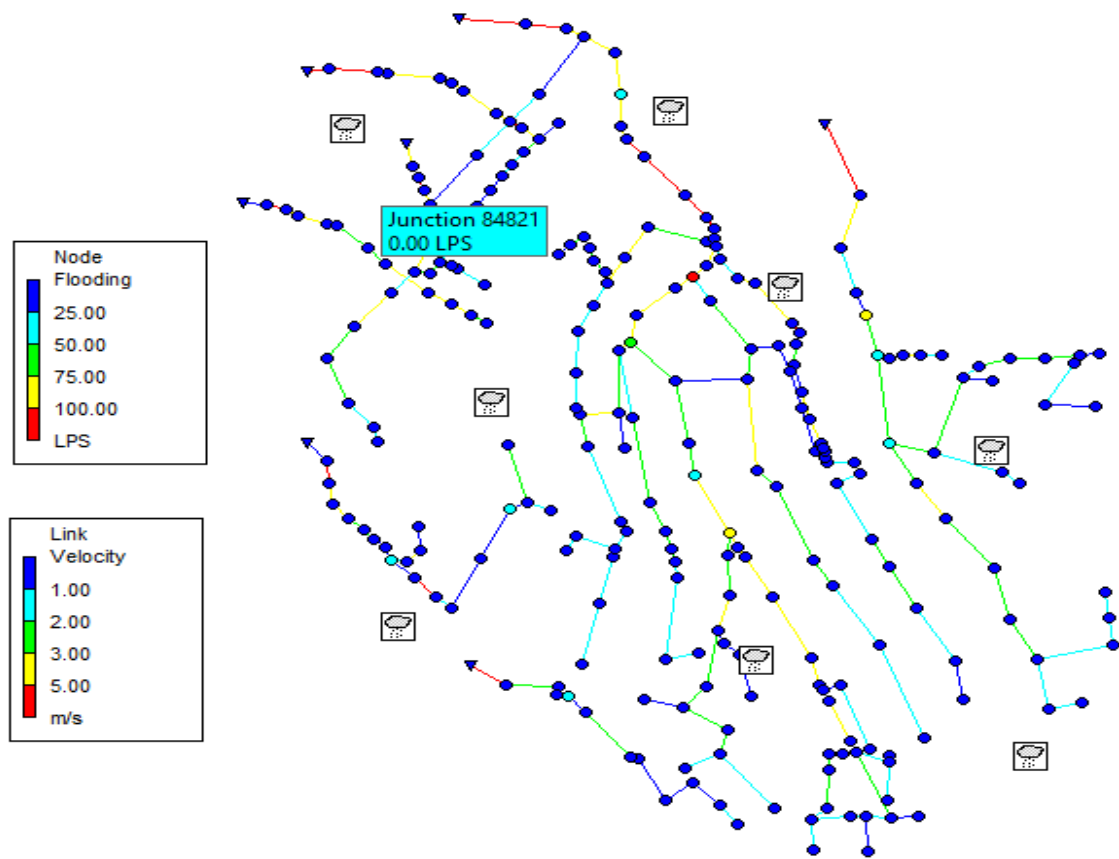 Junction 84821
0.00 LPS
Node
Flooding
25.00
50.00
75.00
100.00
LPS
Link
Velocity
1.00
2.00
3.00
5.00
m/s